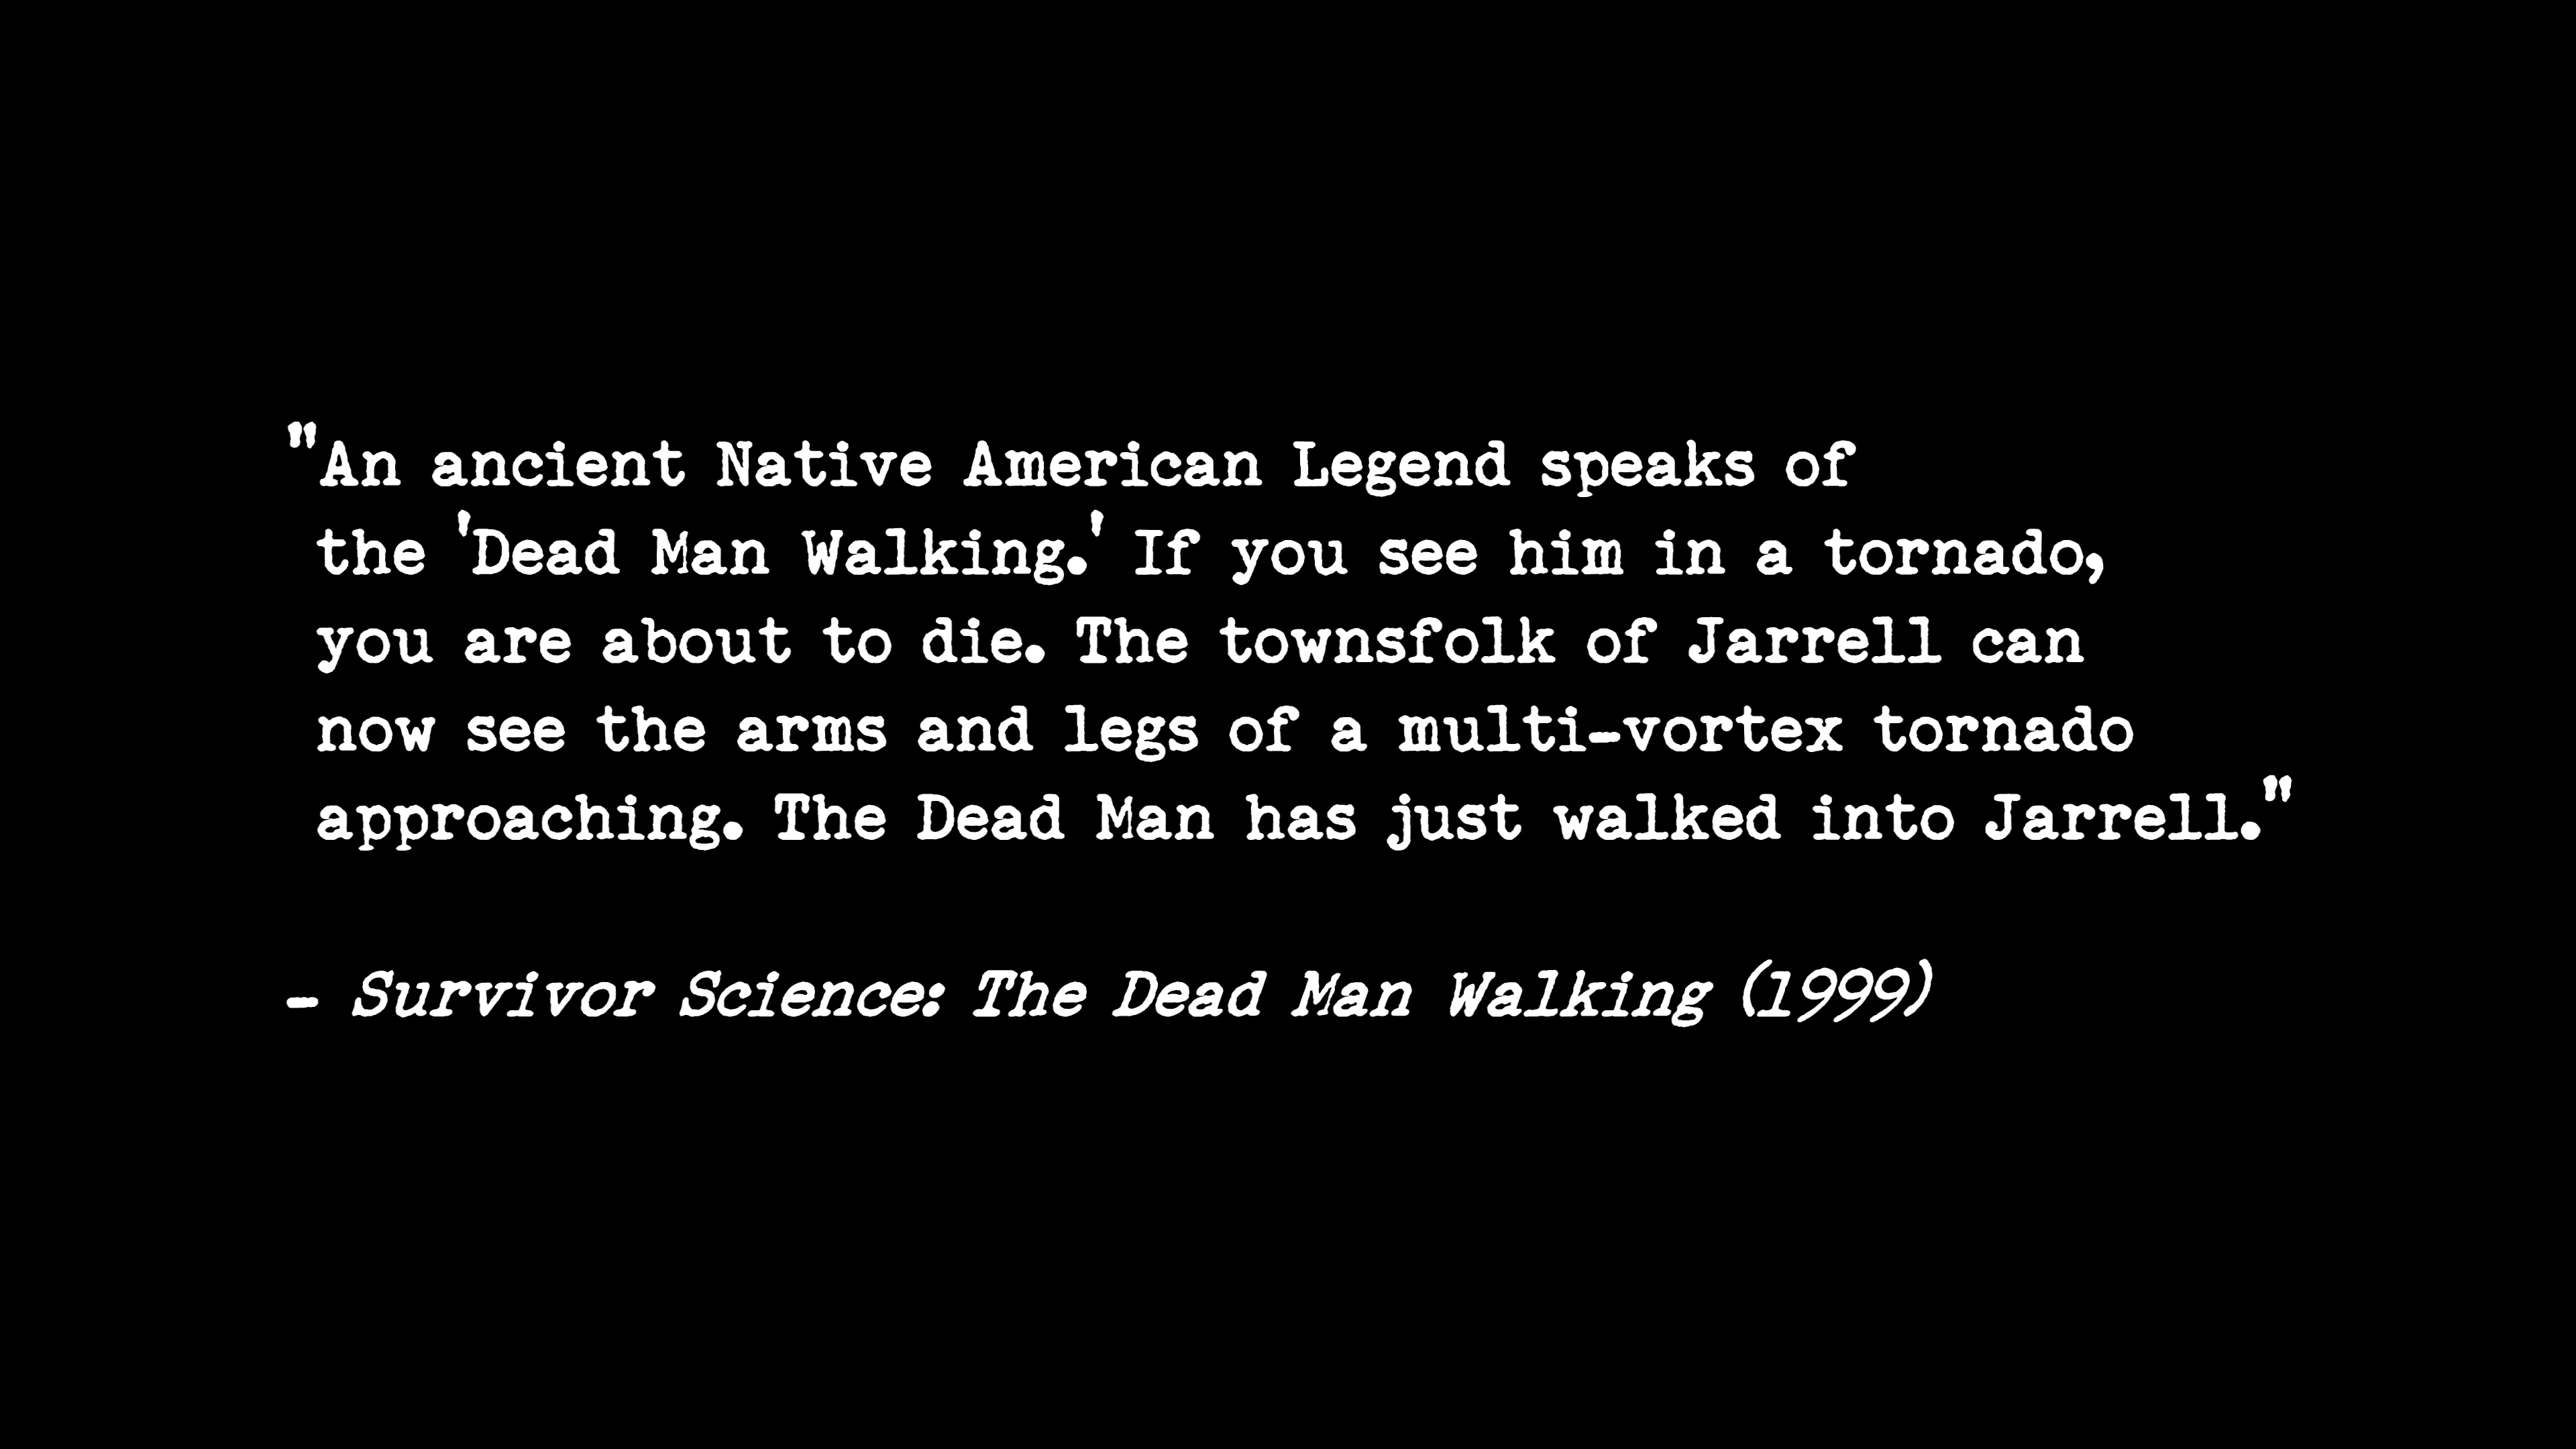 "An ancient Native American Legend speaks of
the 'Dead Man Walking.' If you see him in a tornado,
you are about to die. The townsfolk of Jarrell can
now see the arms and legs of a multi-vortex tornado
approaching. The Dead Man has just walked into Jarrell."
- Survivor Science: The Dead Man Walking (1999)